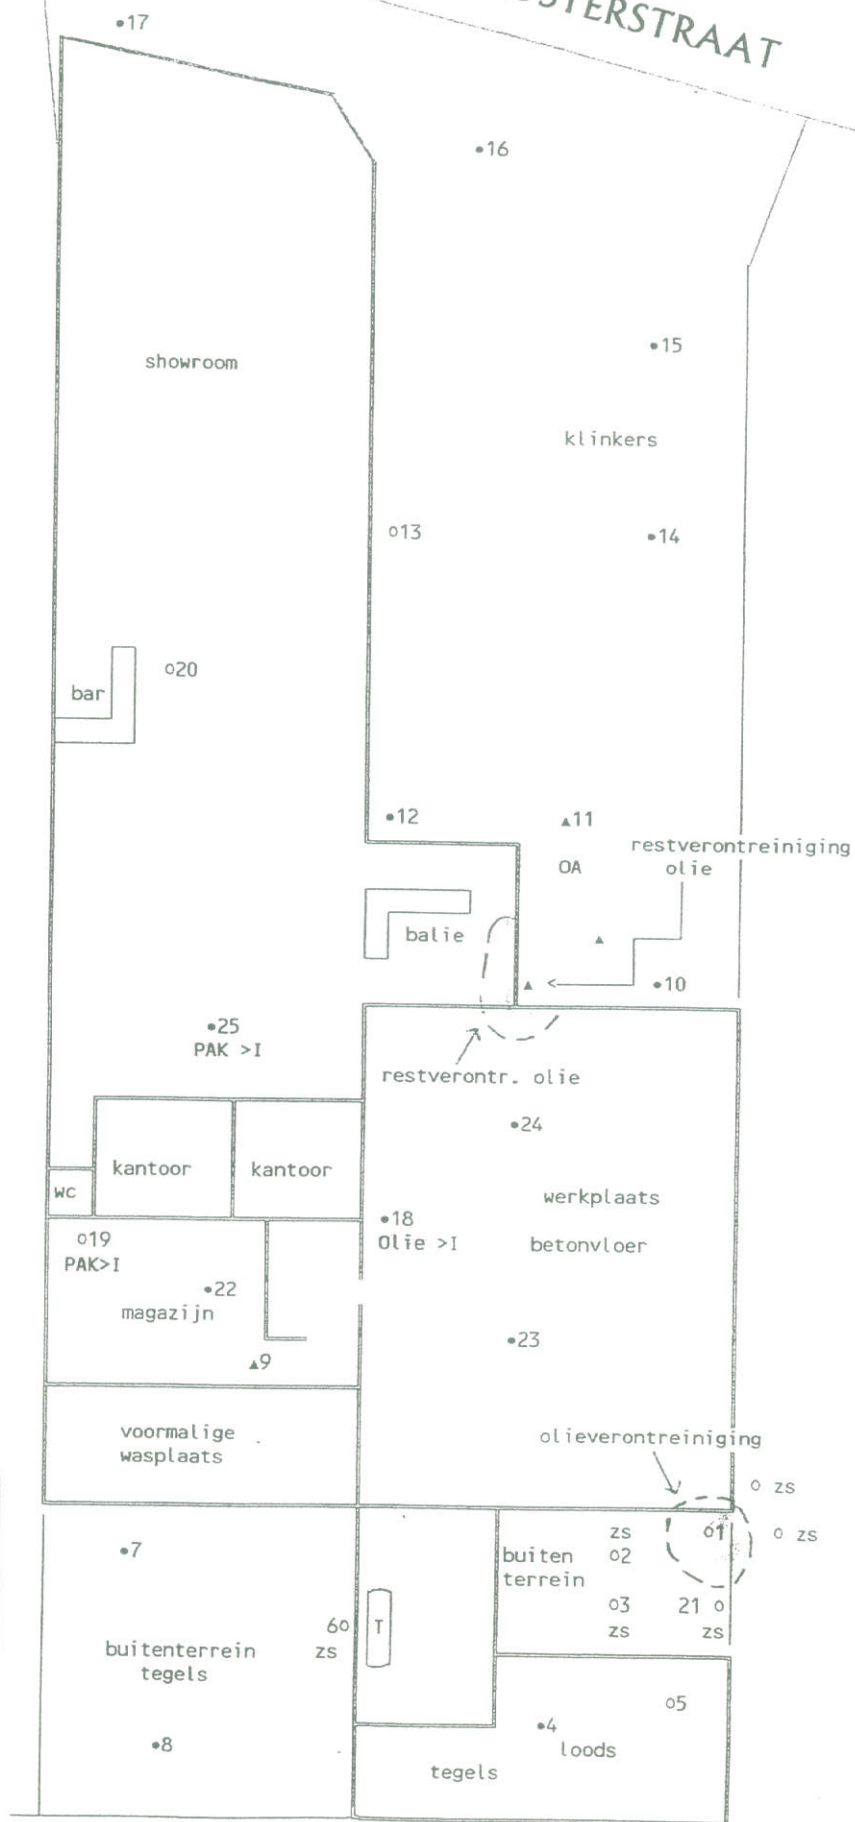 •17
•16
•15
showroom
klinkers
o13
•14
o20
bar
•12
▲11
restverontreiniging
olie
OA
balie
▲
▲ <
•10
•25
PAK >I
restverontr. olie
•24
kantoor
kantoor
wc
werkplaats
•18
Olie >I
betonvloer
o19
PAK>I
•22
magazijn
•23
▲9
voormalige
wasplaats
olieverontreiniging
o zs
zs
o1
o zs
•7
buiten
terrein
o2
o3
zs
21 o
zs
6o
zs
T
buitenterrein
tegels
o5
•4
loods
•8
tegels